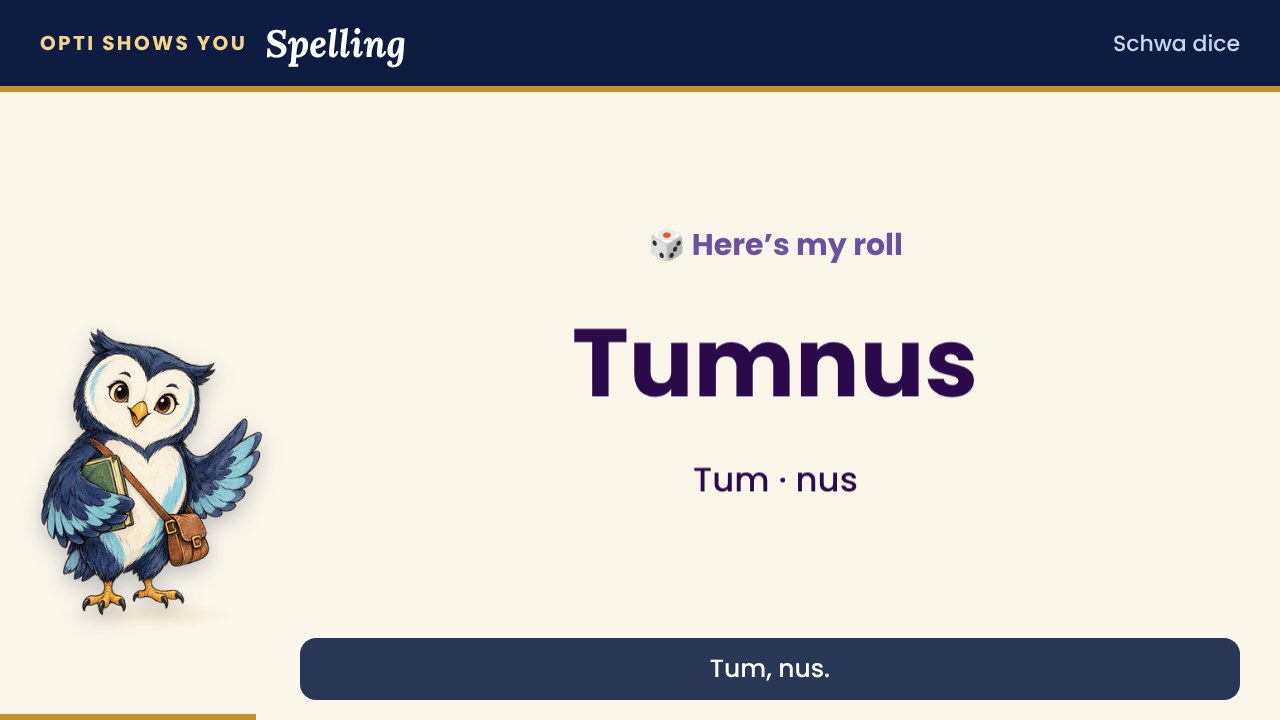 OPTI SHOWS YOU Spelling
Schwa dice
🎲 Here’s my roll
Tumnus
Tum · nus
Tum, nus.